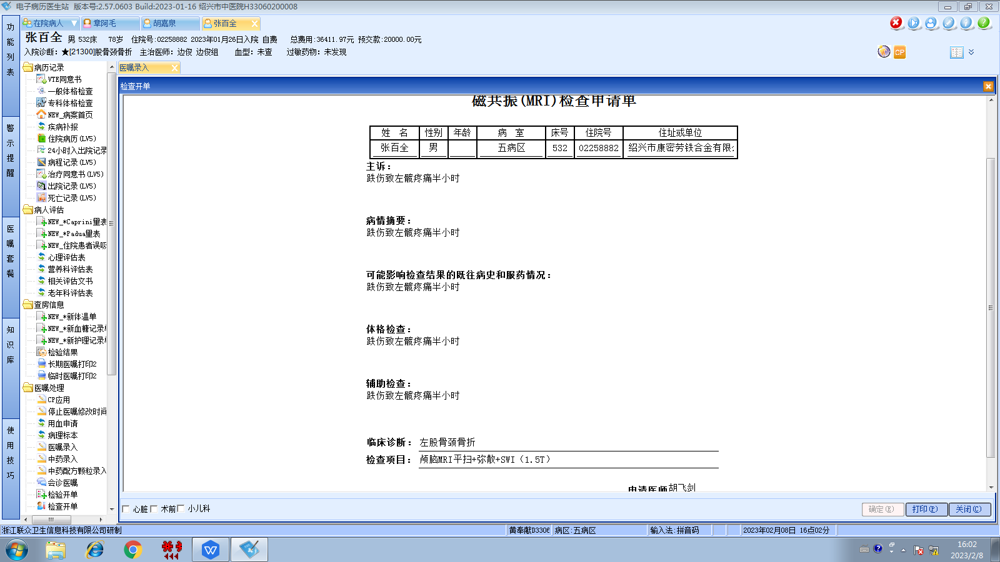 电子病历医生站 版本号:2.57.0603 Build:2023-01-16 绍兴市中医院H33060200008
功能列表
警示提醒
医嘱套餐
知识库
使用技巧
在院病人 章阿毛 胡嘉泉 张百全
张百全 男 532床 78岁 住院号:02258882 2023年01月26日入院 自费 总费用:36411.97元 预交款:20000.00元
入院诊断: ★[21300]股骨颈骨折 主治医师: 边俊 边俊组 血型: 未查 过敏药物: 未发现
CP
病历记录
VTE同意书
一般体格检查
专科体格检查
NEW_病案首页
疾病补报
住院病历(LV5)
24小时入出院记录
病程记录(LV5)
治疗同意书(LV5)
出院记录(LV5)
死亡记录(LV5)
病人评估
NEW_*Caprini量表
NEW_*Padua量表
NEW_住院患者误吸
心理评估表
营养科评估表
相关评估文书
老年科评估表
查房信息
NEW_*新体温单
NEW_*新血糖记录单
NEW_*新护理记录单
检验结果
长期医嘱打印2
临时医嘱打印2
医嘱处理
CP应用
停止医嘱修改时间
用血申请
病理标本
医嘱录入
中药录入
中药配方颗粒录入
会诊医嘱
检验开单
检查开单
医嘱录入
检查开单
磁共振(MRI)检查申请单
姓 名 性别 年龄 病 室 床号 住院号 住址或单位
张百全 男 五病区 532 02258882 绍兴市康密劳铁合金有限
主诉:
跌伤致左髋疼痛半小时
病情摘要:
跌伤致左髋疼痛半小时
可能影响检查结果的既往病史和服药情况:
跌伤致左髋疼痛半小时
体格检查:
跌伤致左髋疼痛半小时
辅助检查:
跌伤致左髋疼痛半小时
临床诊断: 左股骨颈骨折
检查项目: 颅脑MRI平扫+弥散+SWI（1.5T）
申请医师 胡飞剑
心脏 术前 小儿科
确定(E) 打印(P) 关闭(C)
浙江联众卫生信息科技有限公司研制 黄奉献D3306 病区:五病区 输入法:拼音码 2023年02月08日 16点02分
16:02
2023/2/8